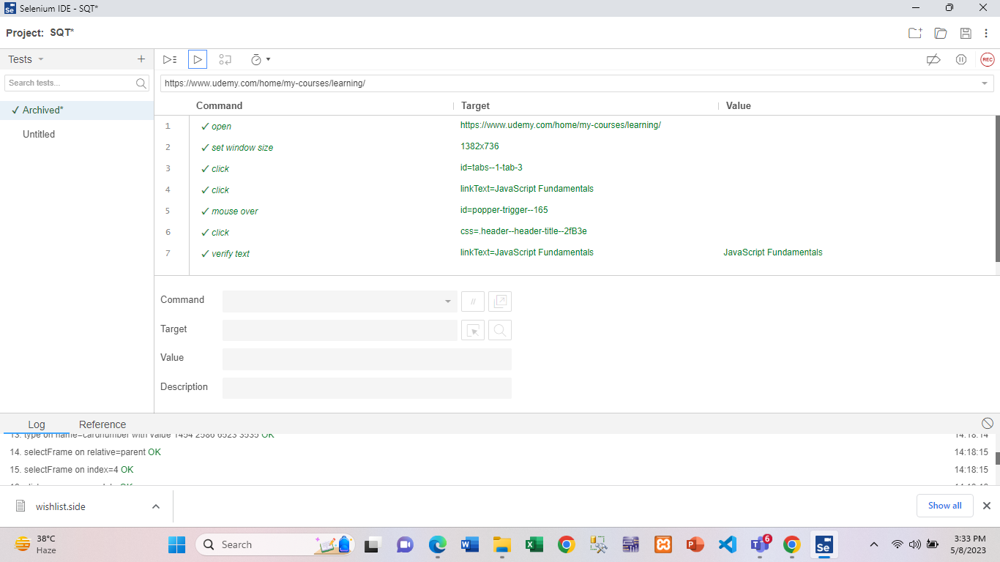 Selenium IDE - SQT*
Project: SQT*
Tests
Search tests...
✓ Archived*
Untitled
REC
https://www.udemy.com/home/my-courses/learning/
Command Target Value
1 ✓ open https://www.udemy.com/home/my-courses/learning/
2 ✓ set window size 1382x736
3 ✓ click id=tabs--1-tab-3
4 ✓ click linkText=JavaScript Fundamentals
5 ✓ mouse over id=popper-trigger--165
6 ✓ click css=.header--header-title--2fB3e
7 ✓ verify text linkText=JavaScript Fundamentals JavaScript Fundamentals
Command //
Target
Value
Description
Log Reference
13. type on name=cardnumber with value 1454 2586 6523 3535 OK 14:18:14
14. selectFrame on relative=parent OK 14:18:15
15. selectFrame on index=4 OK 14:18:15
wishlist.side Show all
38°C
Haze
Search
6
Se
3:33 PM
5/8/2023